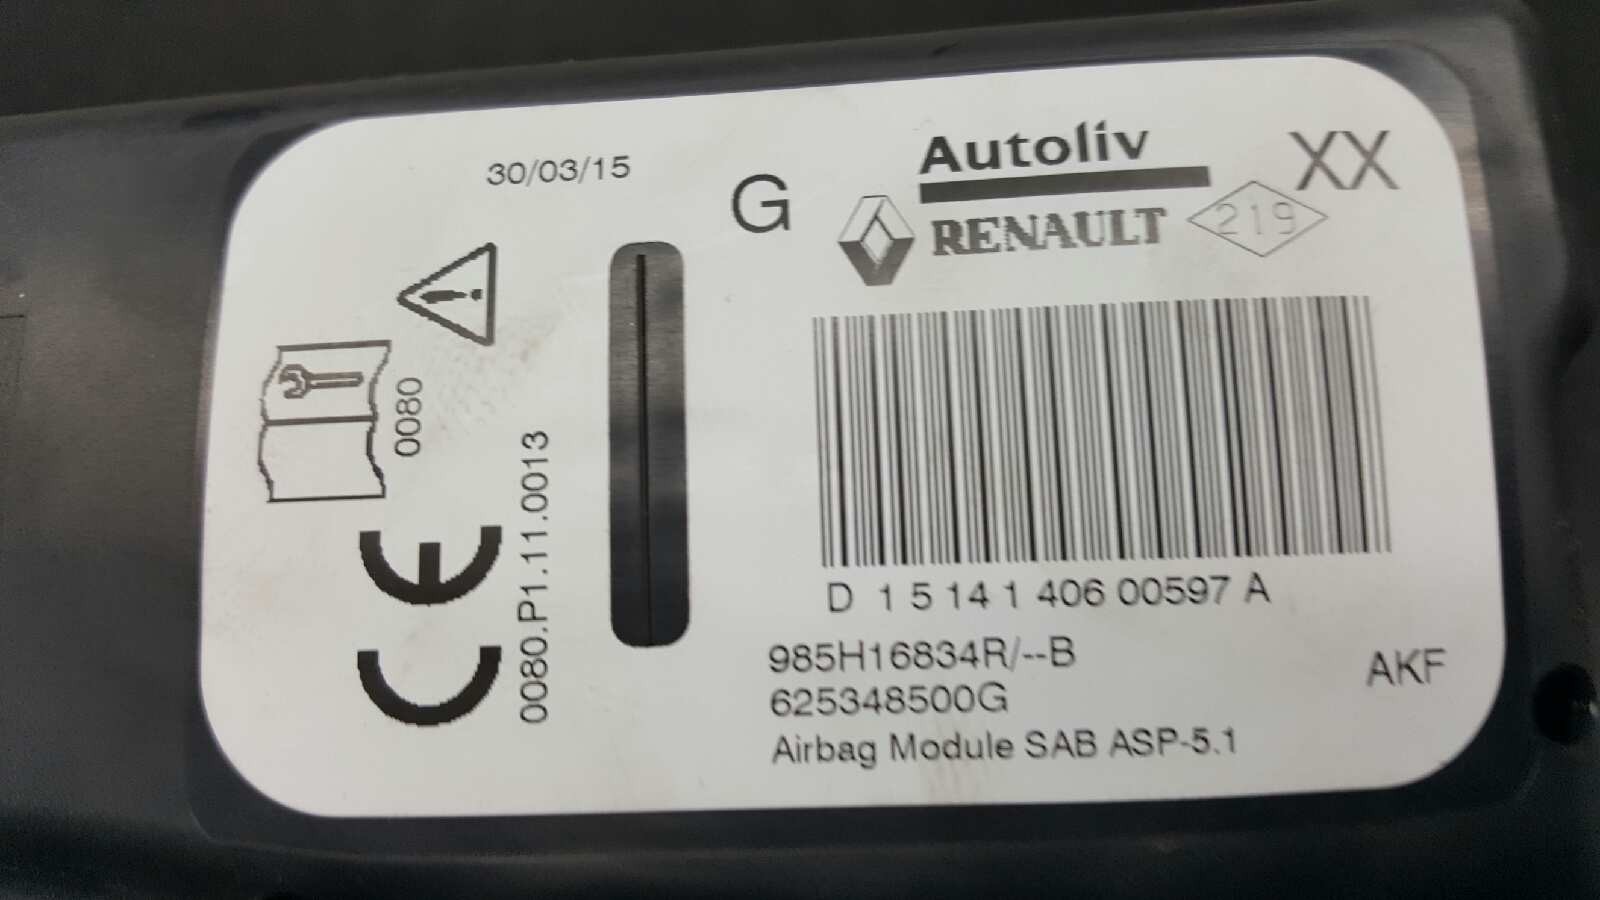 30/03/15
G
Autoliv
XX
RENAULT
219
0080
0080.P1.11.0013
CE
D 1 5 14 1 406 00597 A
985H16834R/--B
625348500G
AKF
Airbag Module SAB ASP-5.1